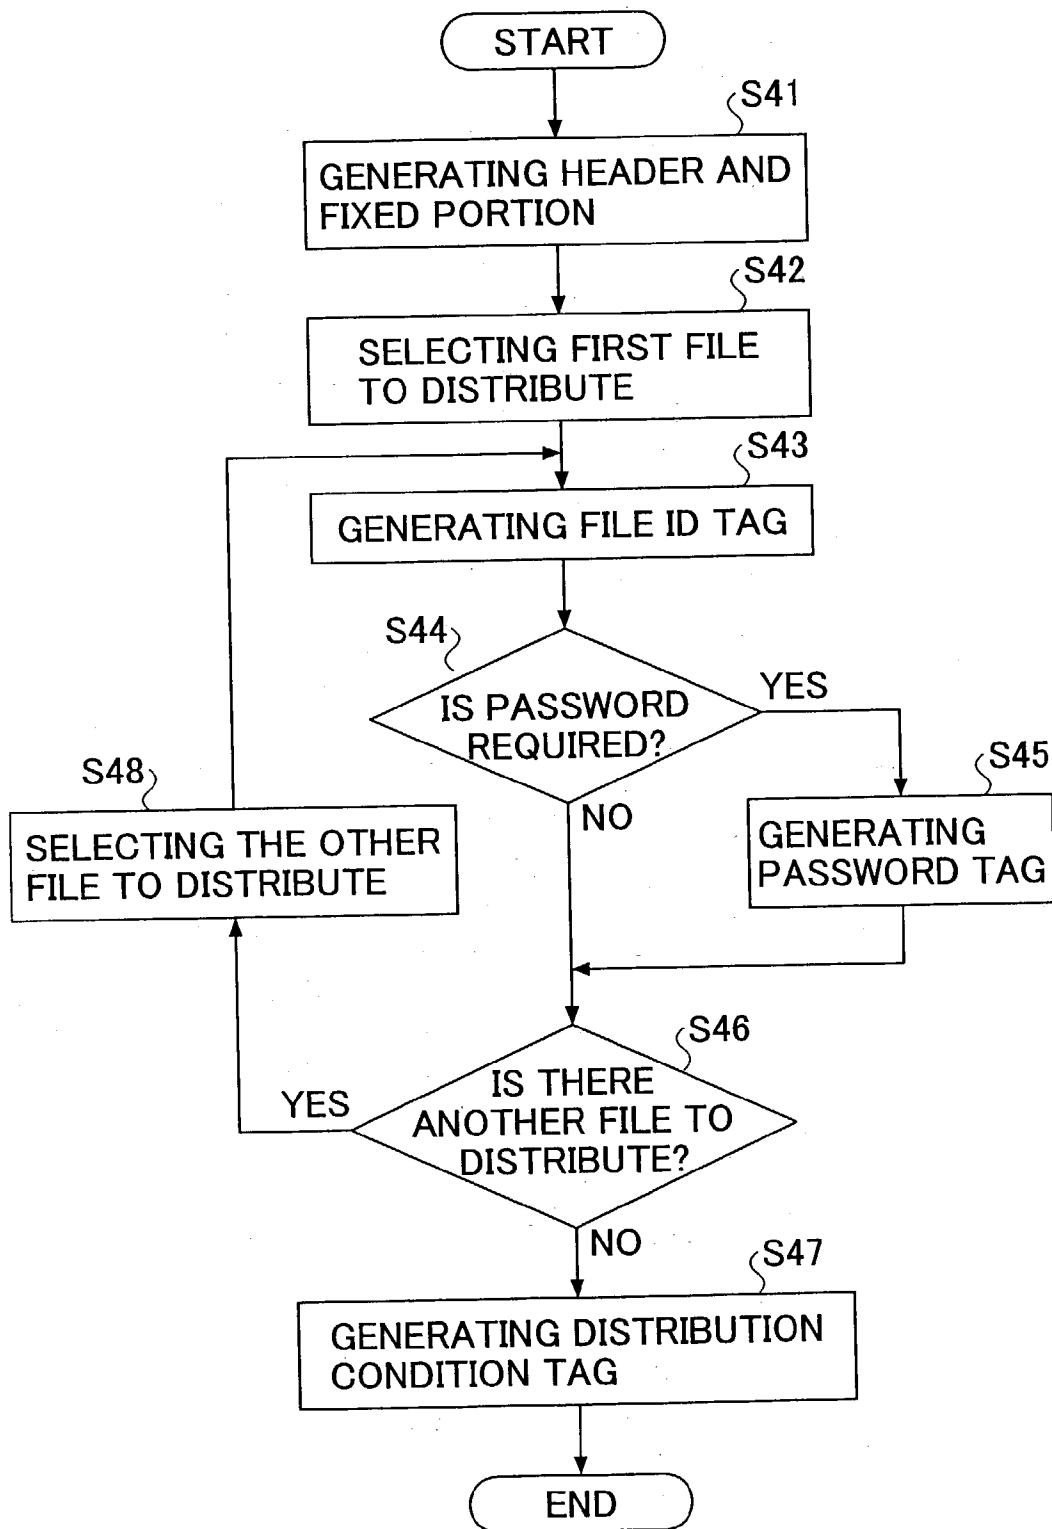 START
S41
GENERATING HEADER AND
FIXED PORTION
S42
SELECTING FIRST FILE
TO DISTRIBUTE
S43
GENERATING FILE ID TAG
S44
IS PASSWORD
REQUIRED?
YES
NO
S45
GENERATING
PASSWORD TAG
S48
SELECTING THE OTHER
FILE TO DISTRIBUTE
S46
IS THERE
ANOTHER FILE TO
DISTRIBUTE?
YES
NO
S47
GENERATING DISTRIBUTION
CONDITION TAG
END